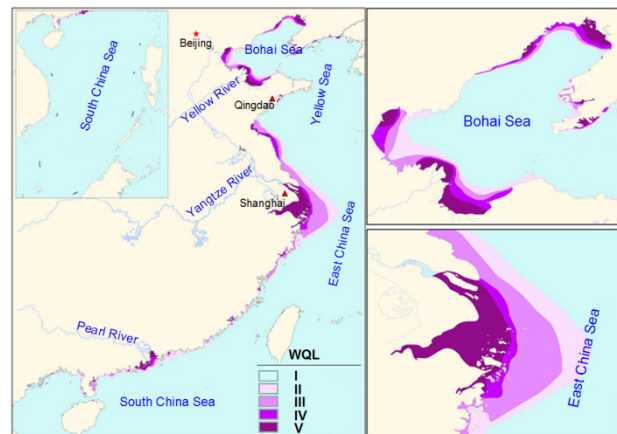 South China Sea
Beijing
Bohai Sea
Yellow River
Qingdao
Yellow Sea
Yangtze River
Shanghai
East China Sea
Pearl River
South China Sea
WQL
I
II
III
IV
V
Bohai Sea
East China Sea